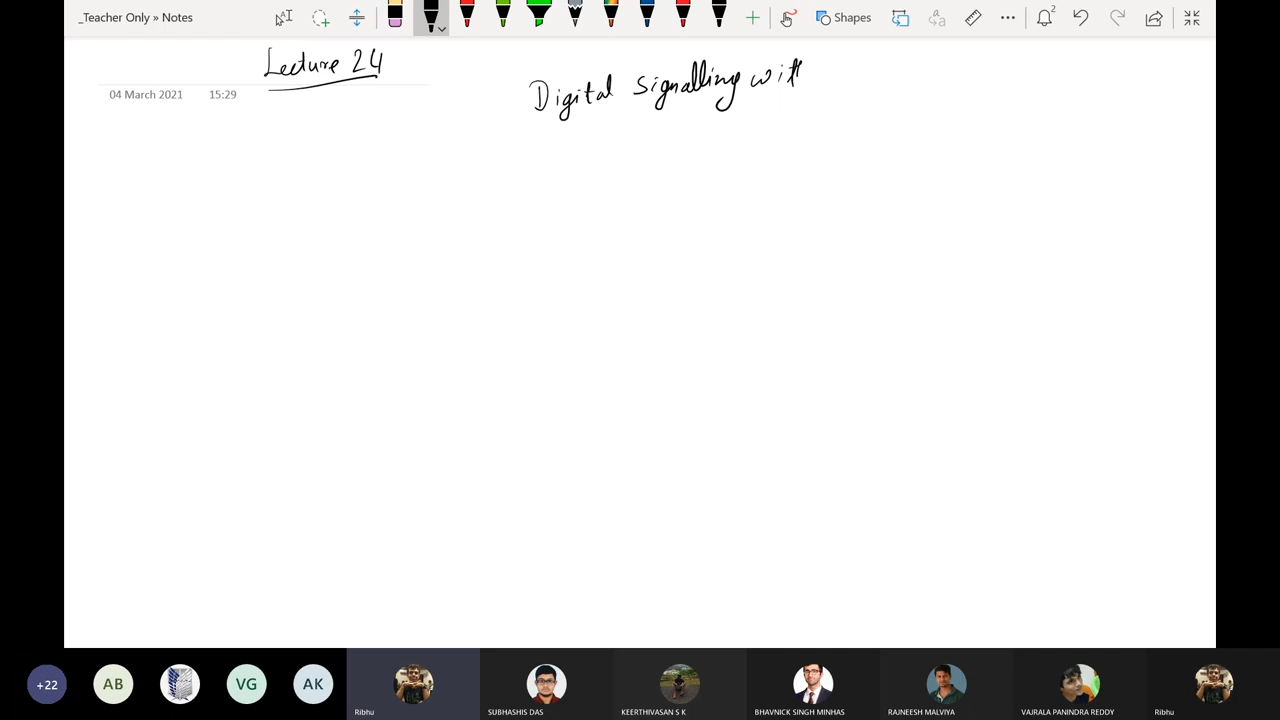 _Teacher Only » Notes
Shapes
2
Lecture 24
04 March 2021 15:29
Digital signalling with
+22
AB
VG
AK
Ribhu
SUBHASHIS DAS
KEERTHIVASAN S K
BHAVNICK SINGH MINHAS
RAJNEESH MALVIYA
VAJRALA PANINDRA REDDY
Ribhu